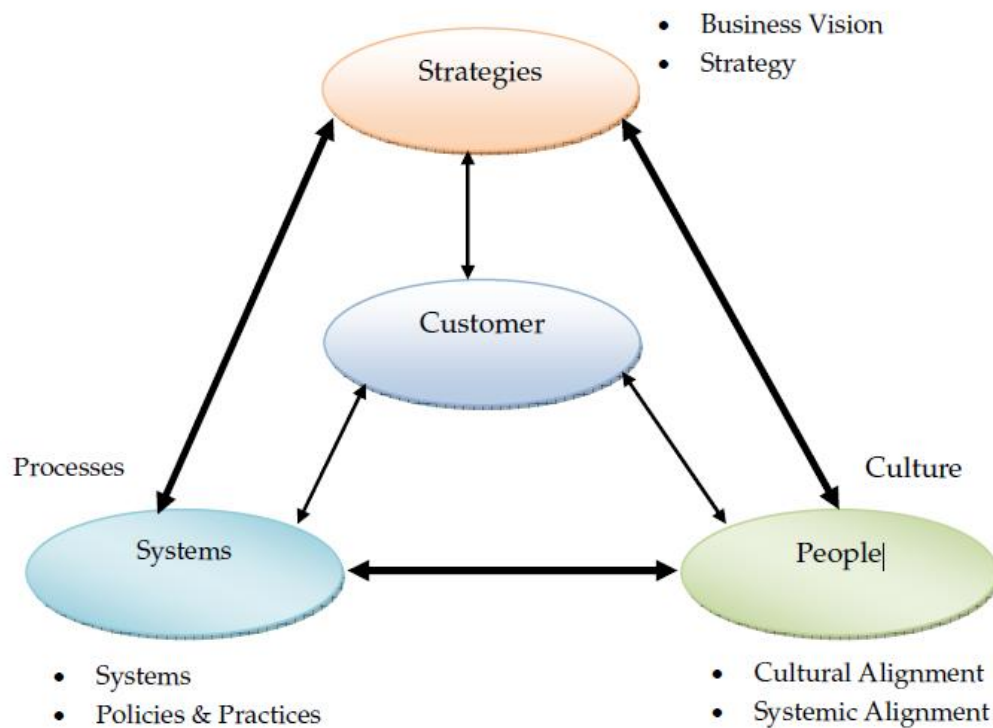 • Business Vision
• Strategy
Strategies
Customer
Processes
Culture
Systems
People
• Systems
• Policies & Practices
• Cultural Alignment
• Systemic Alignment